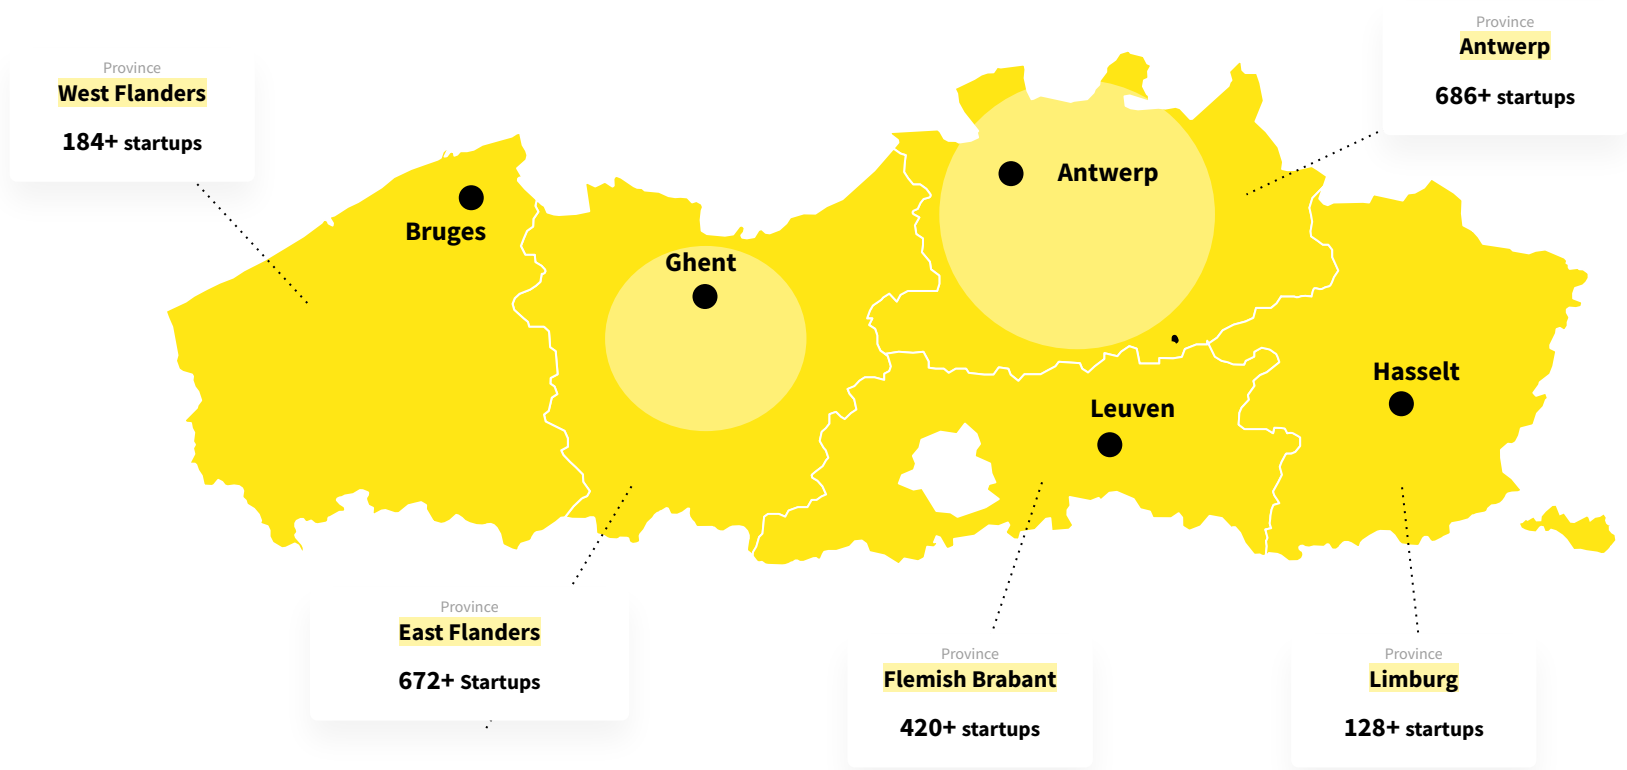 Province
West Flanders
184+ startups
Province
Antwerp
686+ startups
Antwerp
Bruges
Ghent
Hasselt
Leuven
Province
East Flanders
672+ Startups
Province
Flemish Brabant
420+ startups
Province
Limburg
128+ startups